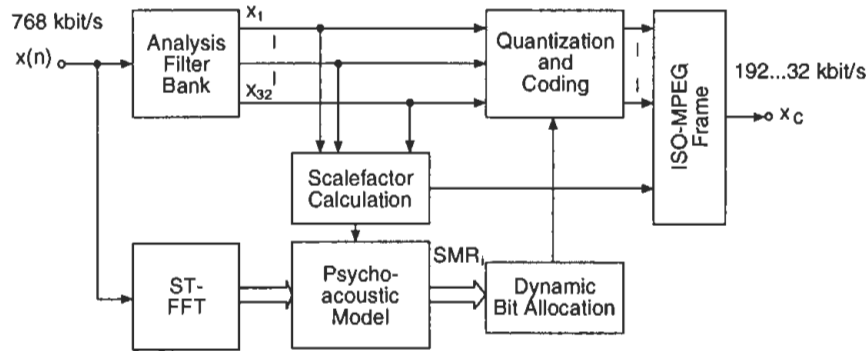 768 kbit/s
x(n)
Analysis
Filter
Bank
x1
x32
Quantization
and
Coding
ISO-MPEG
Frame
192...32 kbit/s
xC
Scalefactor
Calculation
ST-
FFT
Psycho-
acoustic
Model
SMRi
Dynamic
Bit Allocation